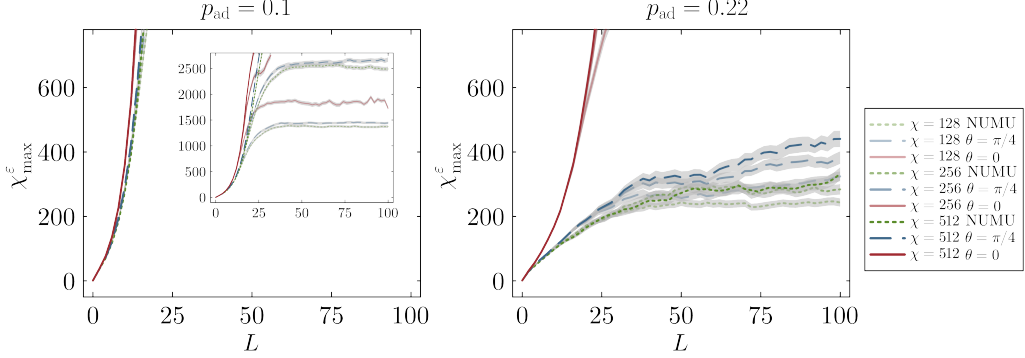 p_ad = 0.1
p_ad = 0.22
χ^ε_max
600
400
200
0
0 25 50 75 100
L
2500
2000
1500
1000
500
0
0 25 50 75 100
χ^ε_max
600
400
200
0
0 25 50 75 100
L
χ = 128 NUMU
χ = 128 θ = π/4
χ = 128 θ = 0
χ = 256 NUMU
χ = 256 θ = π/4
χ = 256 θ = 0
χ = 512 NUMU
χ = 512 θ = π/4
χ = 512 θ = 0